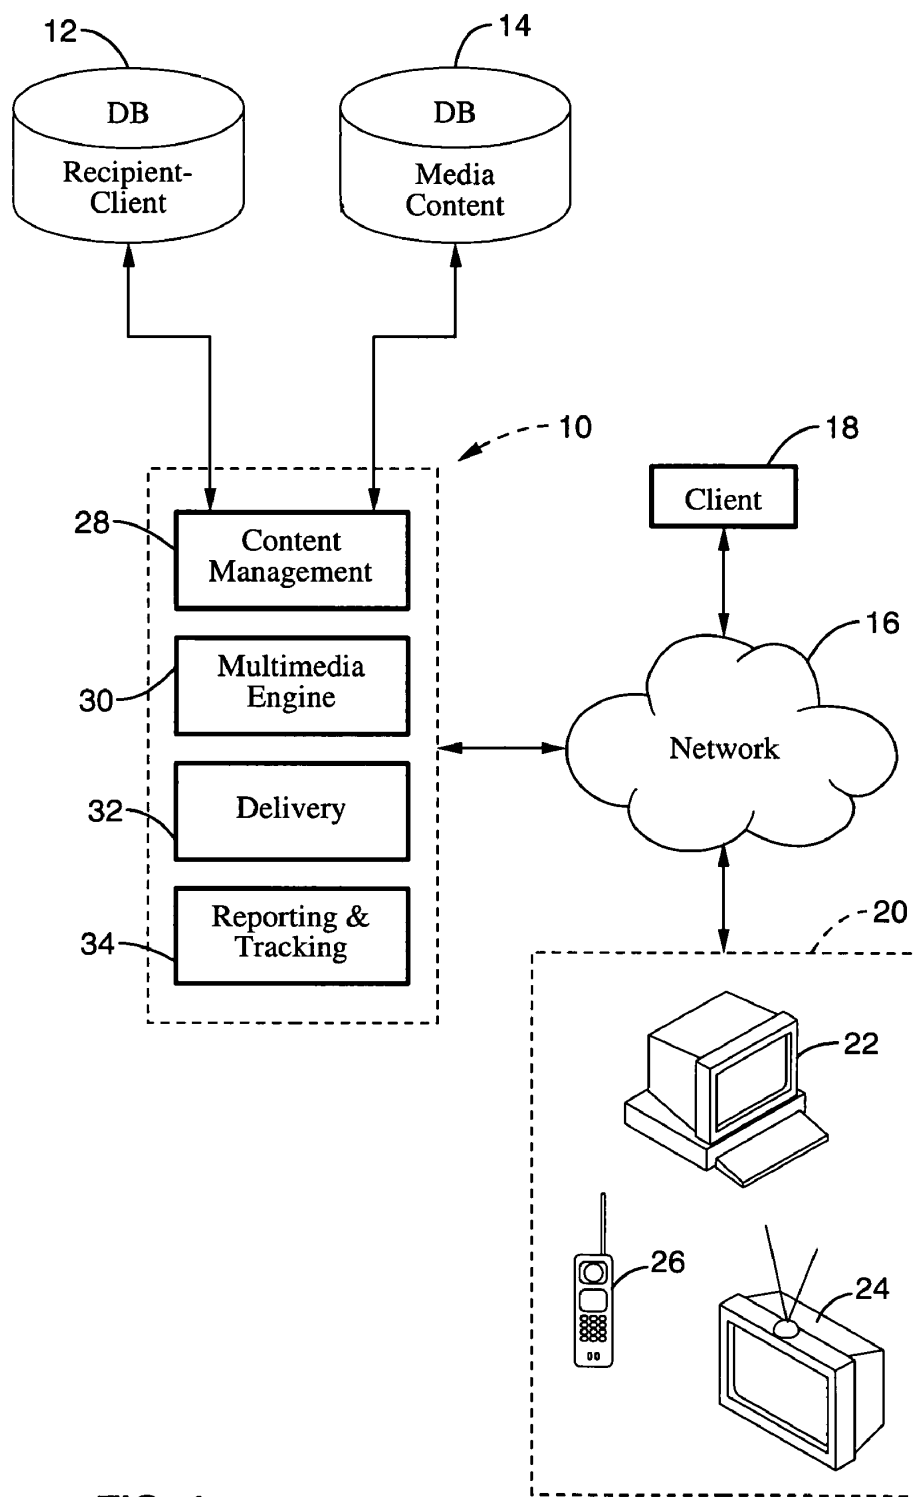 12
14
DB
Recipient-
Client
DB
Media
Content
10
18
Client
28
Content
Management
16
30
Multimedia
Engine
Network
32
Delivery
20
34
Reporting &
Tracking
22
26
24